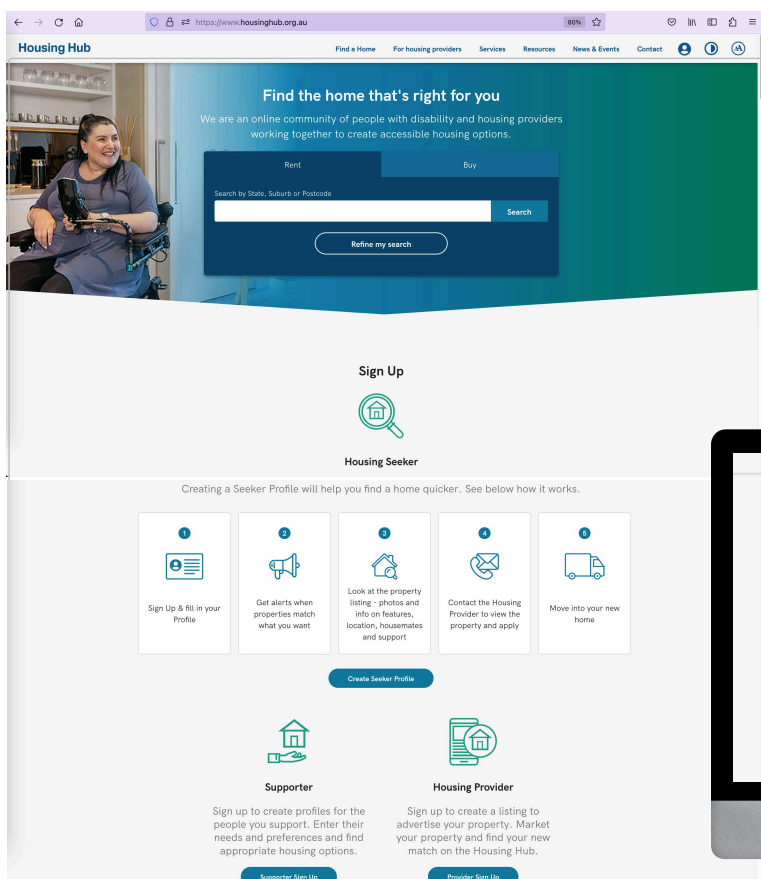 https://www.housinghub.org.au
80%
Housing Hub
Find a Home
For housing providers
Services
Resources
News & Events
Contact
AA
Find the home that's right for you
We are an online community of people with disability and housing providers
working together to create accessible housing options.
Rent
Buy
Search by State, Suburb or Postcode
Search
Refine my search
Sign Up
Housing Seeker
Creating a Seeker Profile will help you find a home quicker. See below how it works.
1
Sign Up & fill in your
Profile
2
Get alerts when
properties match
what you want
3
Look at the property
listing - photos and
info on features,
location, housemates
and support
4
Contact the Housing
Provider to view the
property and apply
5
Move into your new
home
Create Seeker Profile
Supporter
Sign up to create profiles for the
people you support. Enter their
needs and preferences and find
appropriate housing options.
Supporter Sign Up
Housing Provider
Sign up to create a listing to
advertise your property. Market
your property and find your new
match on the Housing Hub.
Provider Sign Up